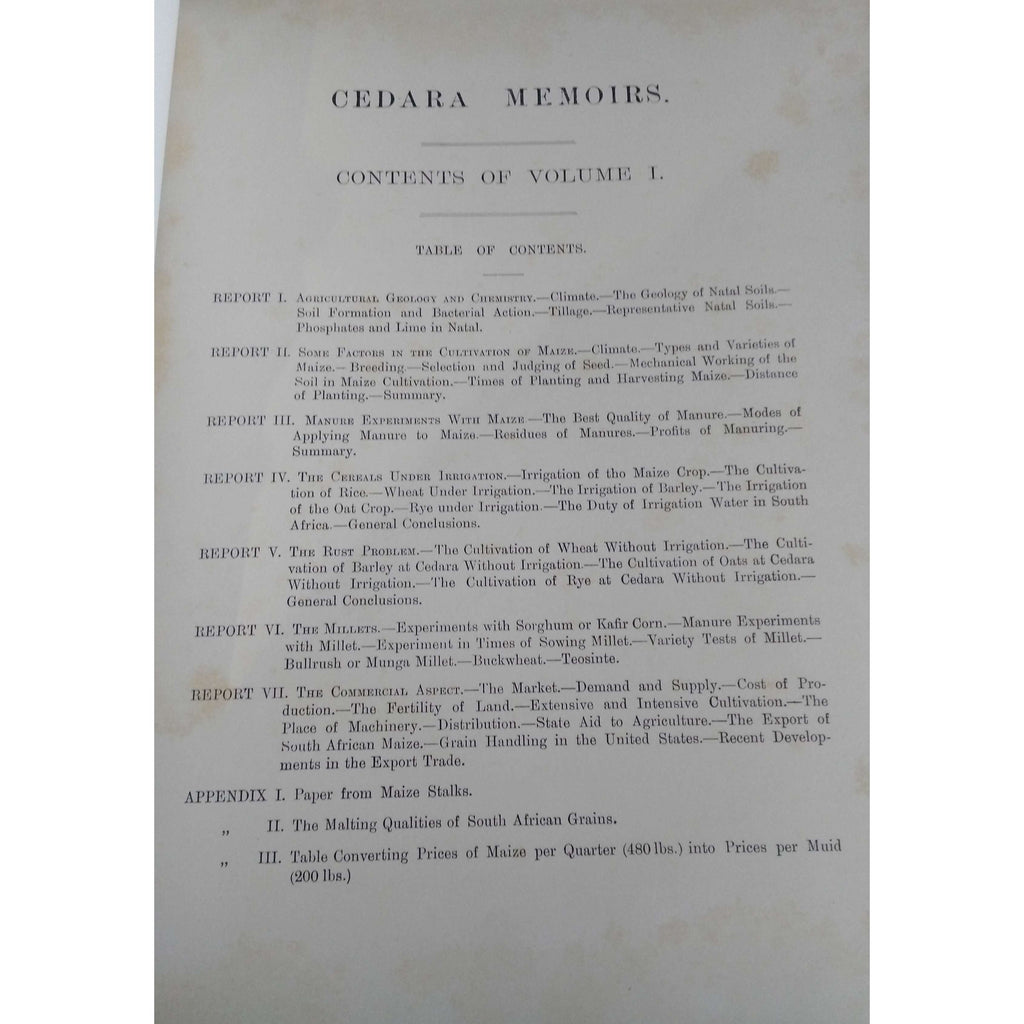 CEDARA MEMOIRS.
CONTENTS OF VOLUME I.
TABLE OF CONTENTS.
REPORT I. AGRICULTURAL GEOLOGY AND CHEMISTRY.—Climate.—The Geology of Natal Soils.—
Soil Formation and Bacterial Action.—Tillage.—Representative Natal Soils.—
Phosphates and Lime in Natal.
REPORT II. SOME FACTORS IN THE CULTIVATION OF MAIZE.—Climate.—Types and Varieties of
Maize.—Breeding.—Selection and Judging of Seed.—Mechanical Working of the
Soil in Maize Cultivation.—Times of Planting and Harvesting Maize.—Distance
of Planting.—Summary.
REPORT III. MANURE EXPERIMENTS WITH MAIZE—The Best Quality of Manure.—Modes of
Applying Manure to Maize.—Residues of Manures.—Profits of Manuring.—
Summary.
REPORT IV. THE CEREALS UNDER IRRIGATION.—Irrigation of the Maize Crop.—The Cultiva-
tion of Rice.—Wheat Under Irrigation.—The Irrigation of Barley.—The Irrigation
of the Oat Crop.—Rye under Irrigation.—The Duty of Irrigation Water in South
Africa.—General Conclusions.
REPORT V. THE RUST PROBLEM.—The Cultivation of Wheat Without Irrigation.—The Culti-
vation of Barley at Cedara Without Irrigation.—The Cultivation of Oats at Cedara
Without Irrigation.—The Cultivation of Rye at Cedara Without Irrigation.—
General Conclusions.
REPORT VI. THE MILLETS.—Experiments with Sorghum or Kafir Corn.—Manure Experiments
with Millet.—Experiment in Times of Sowing Millet.—Variety Tests of Millet.—
Bullrush or Munga Millet.—Buckwheat.—Teosinte.
REPORT VII. THE COMMERCIAL ASPECT.—The Market.—Demand and Supply.—Cost of Pro-
duction.—The Fertility of Land.—Extensive and Intensive Cultivation.—The
Place of Machinery.—Distribution.—State Aid to Agriculture.—The Export of
South African Maize.—Grain Handling in the United States.—Recent Develop-
ments in the Export Trade.
APPENDIX I. Paper from Maize Stalks.
„ II. The Malting Qualities of South African Grains.
„ III. Table Converting Prices of Maize per Quarter (480 lbs.) into Prices per Muid
(200 lbs.)